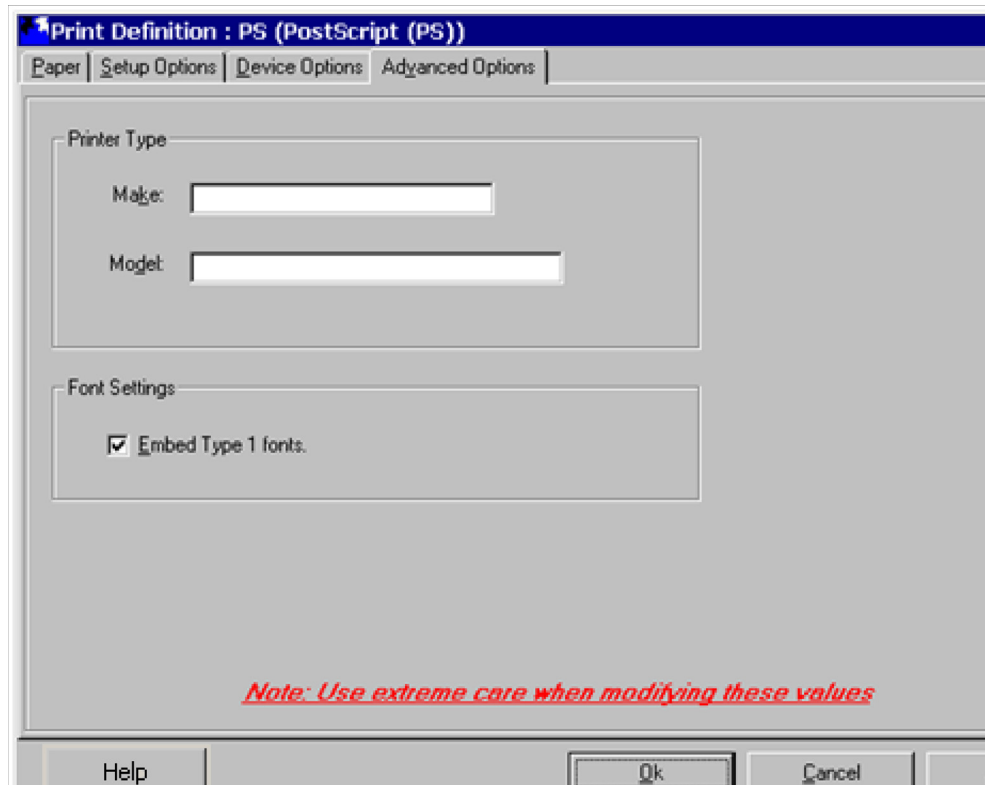 Print Definition : PS (PostScript (PS))
Paper Setup Options Device Options Advanced Options
Printer Type
Make:
Model:
Font Settings
Embed Type 1 fonts.
Note: Use extreme care when modifying these values
Help Ok Cancel